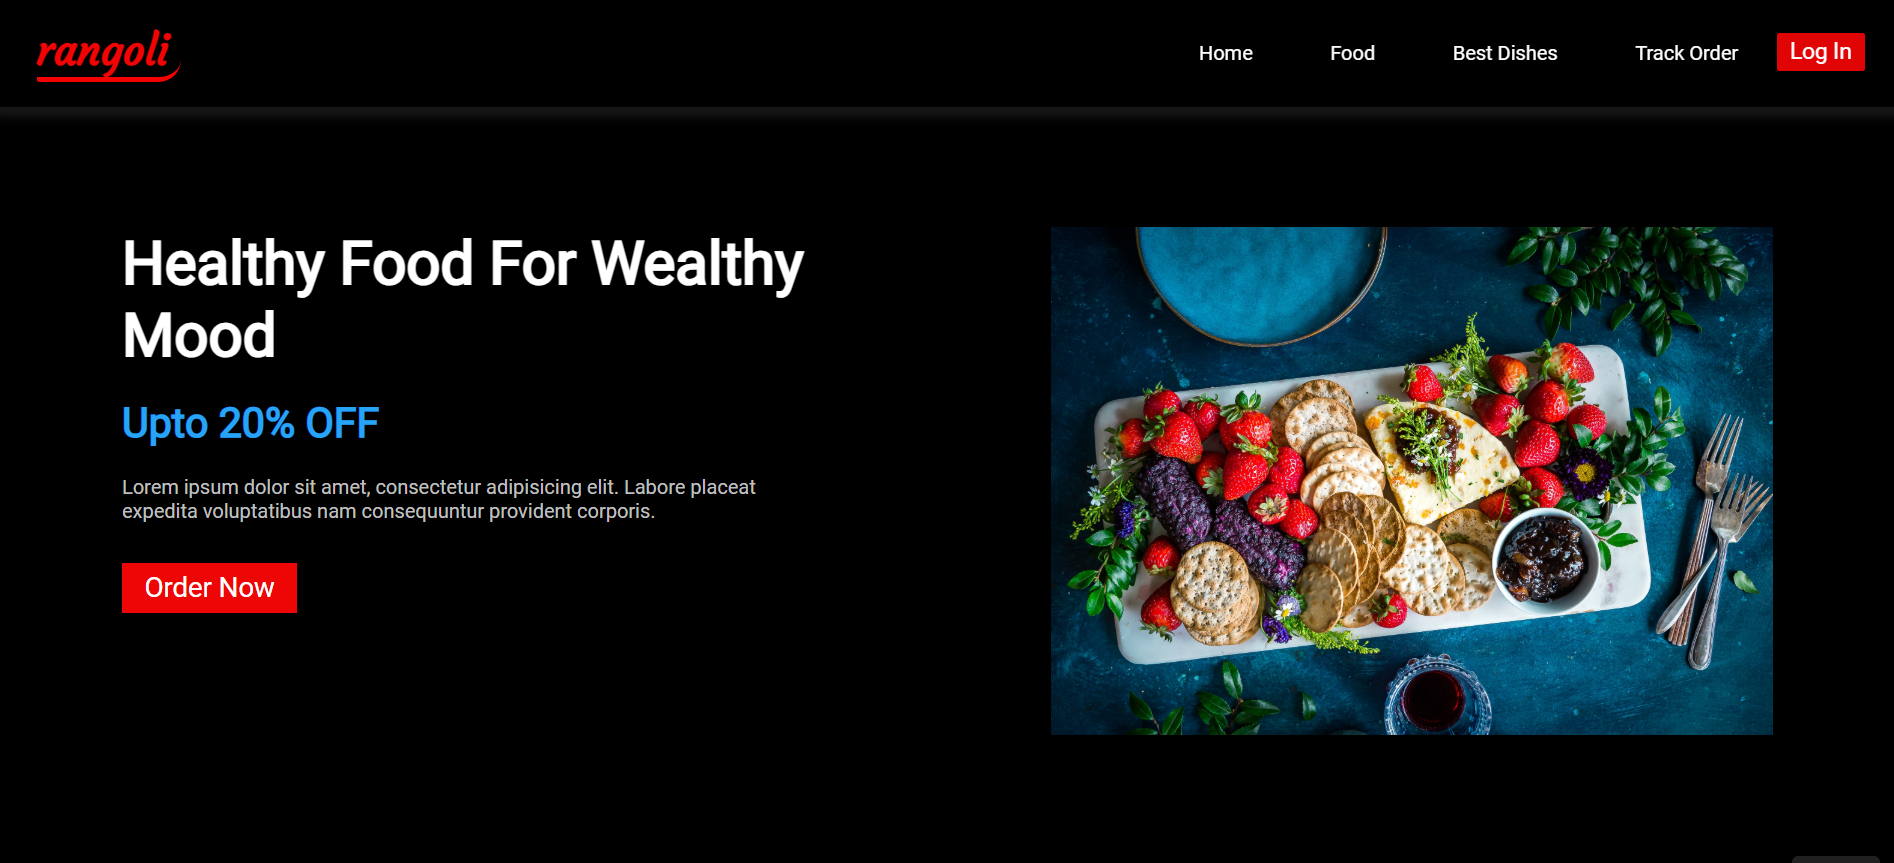 rangoli
Home
Food
Best Dishes
Track Order
Log In
Healthy Food For Wealthy
Mood
Upto 20% OFF
Lorem ipsum dolor sit amet, consectetur adipisicing elit. Labore placeat
expedita voluptatibus nam consequuntur provident corporis.
Order Now